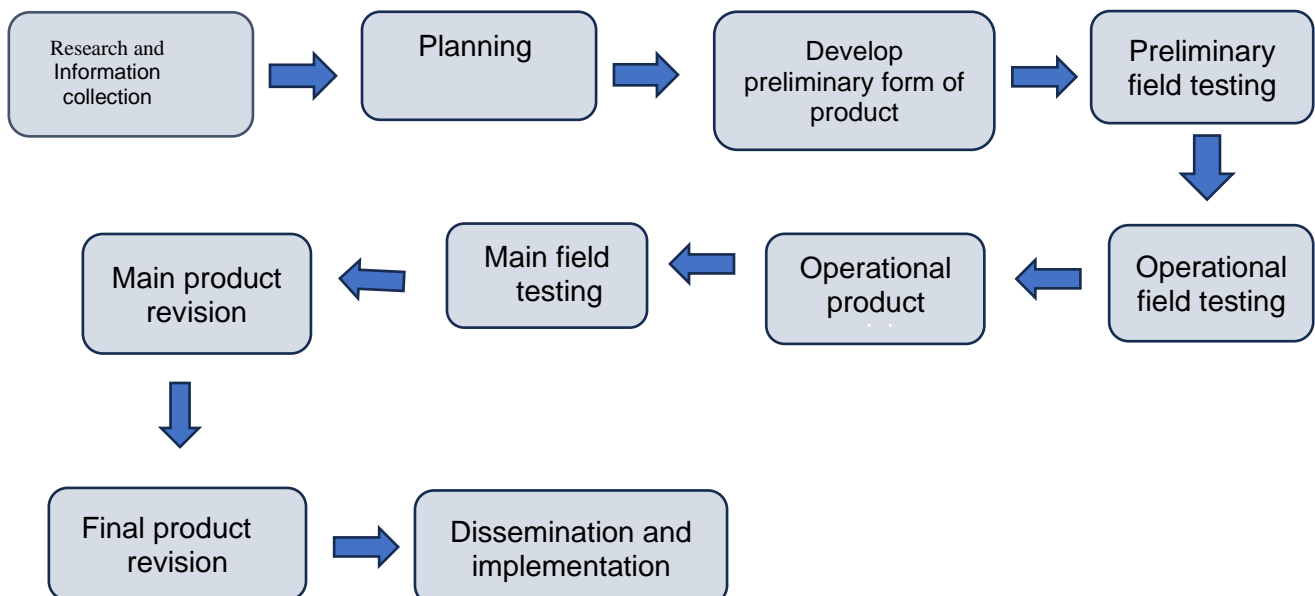 Research and
Information
collection
Planning
Develop
preliminary form of
product
Preliminary
field testing
Operational
field testing
Operational
product
Main field
testing
Main product
revision
Final product
revision
Dissemination and
implementation